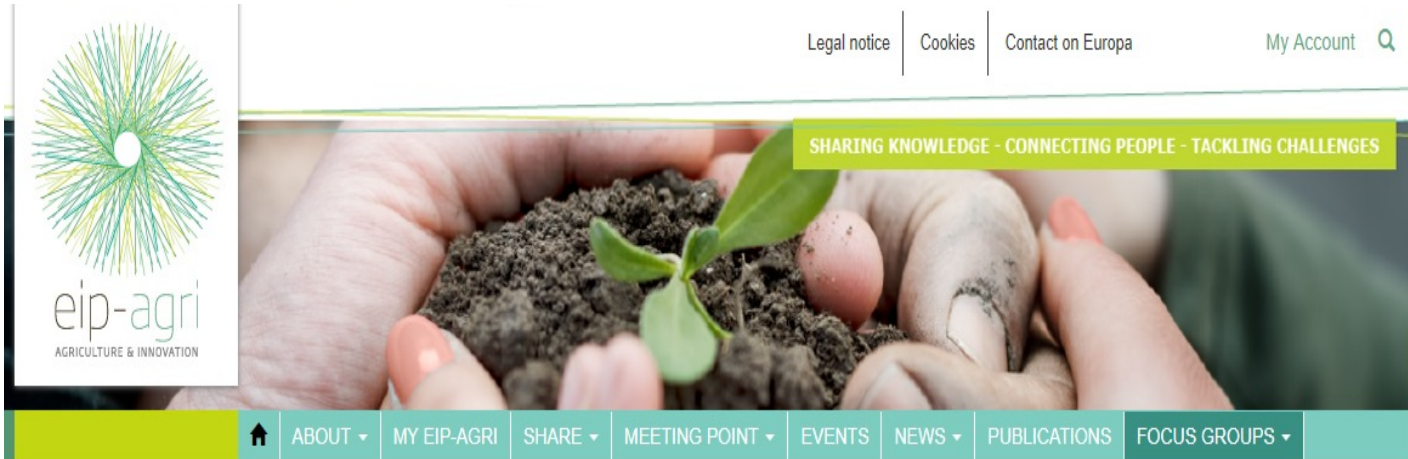 Legal notice
Cookies
Contact on Europa
My Account
SHARING KNOWLEDGE - CONNECTING PEOPLE - TACKLING CHALLENGES
eip-agri
AGRICULTURE & INNOVATION
ABOUT
MY EIP-AGRI
SHARE
MEETING POINT
EVENTS
NEWS
PUBLICATIONS
FOCUS GROUPS